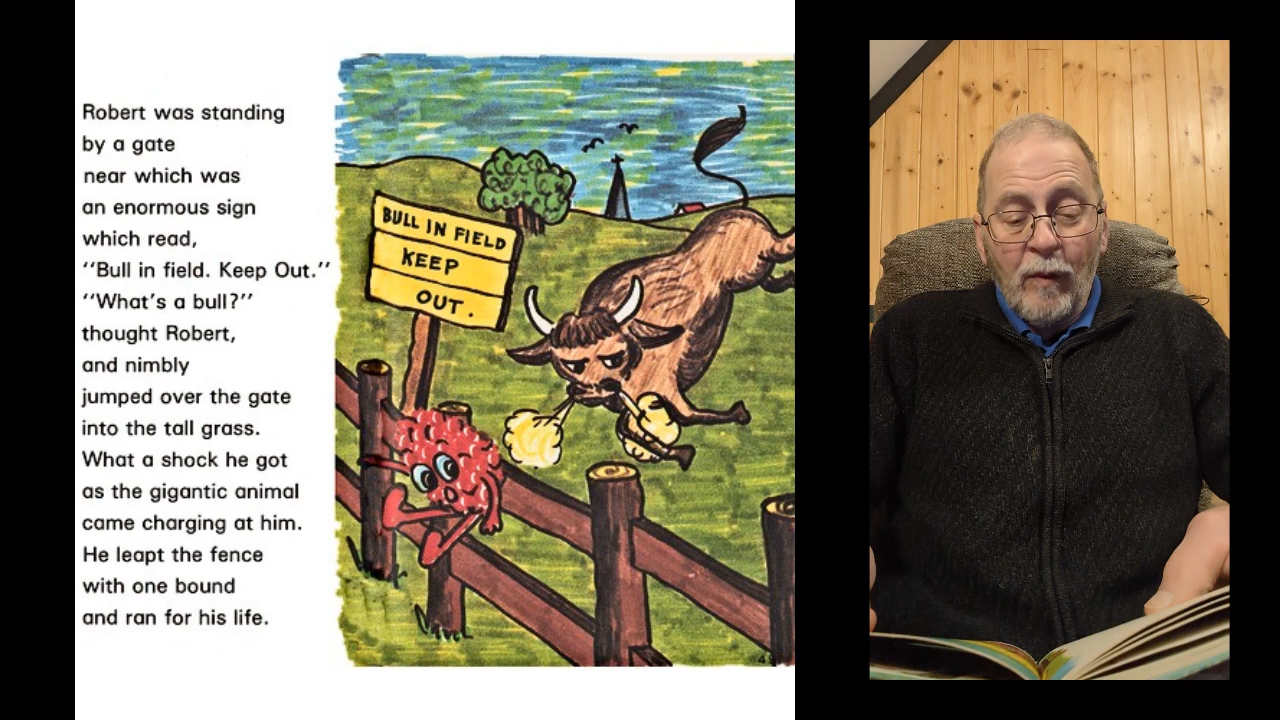 Robert was standing
by a gate
near which was
an enormous sign
which read,
“Bull in field. Keep Out.”
“What’s a bull?”
thought Robert,
and nimbly
jumped over the gate
into the tall grass.
What a shock he got
as the gigantic animal
came charging at him.
He leapt the fence
with one bound
and ran for his life.
BULL IN FIELD
KEEP
OUT.